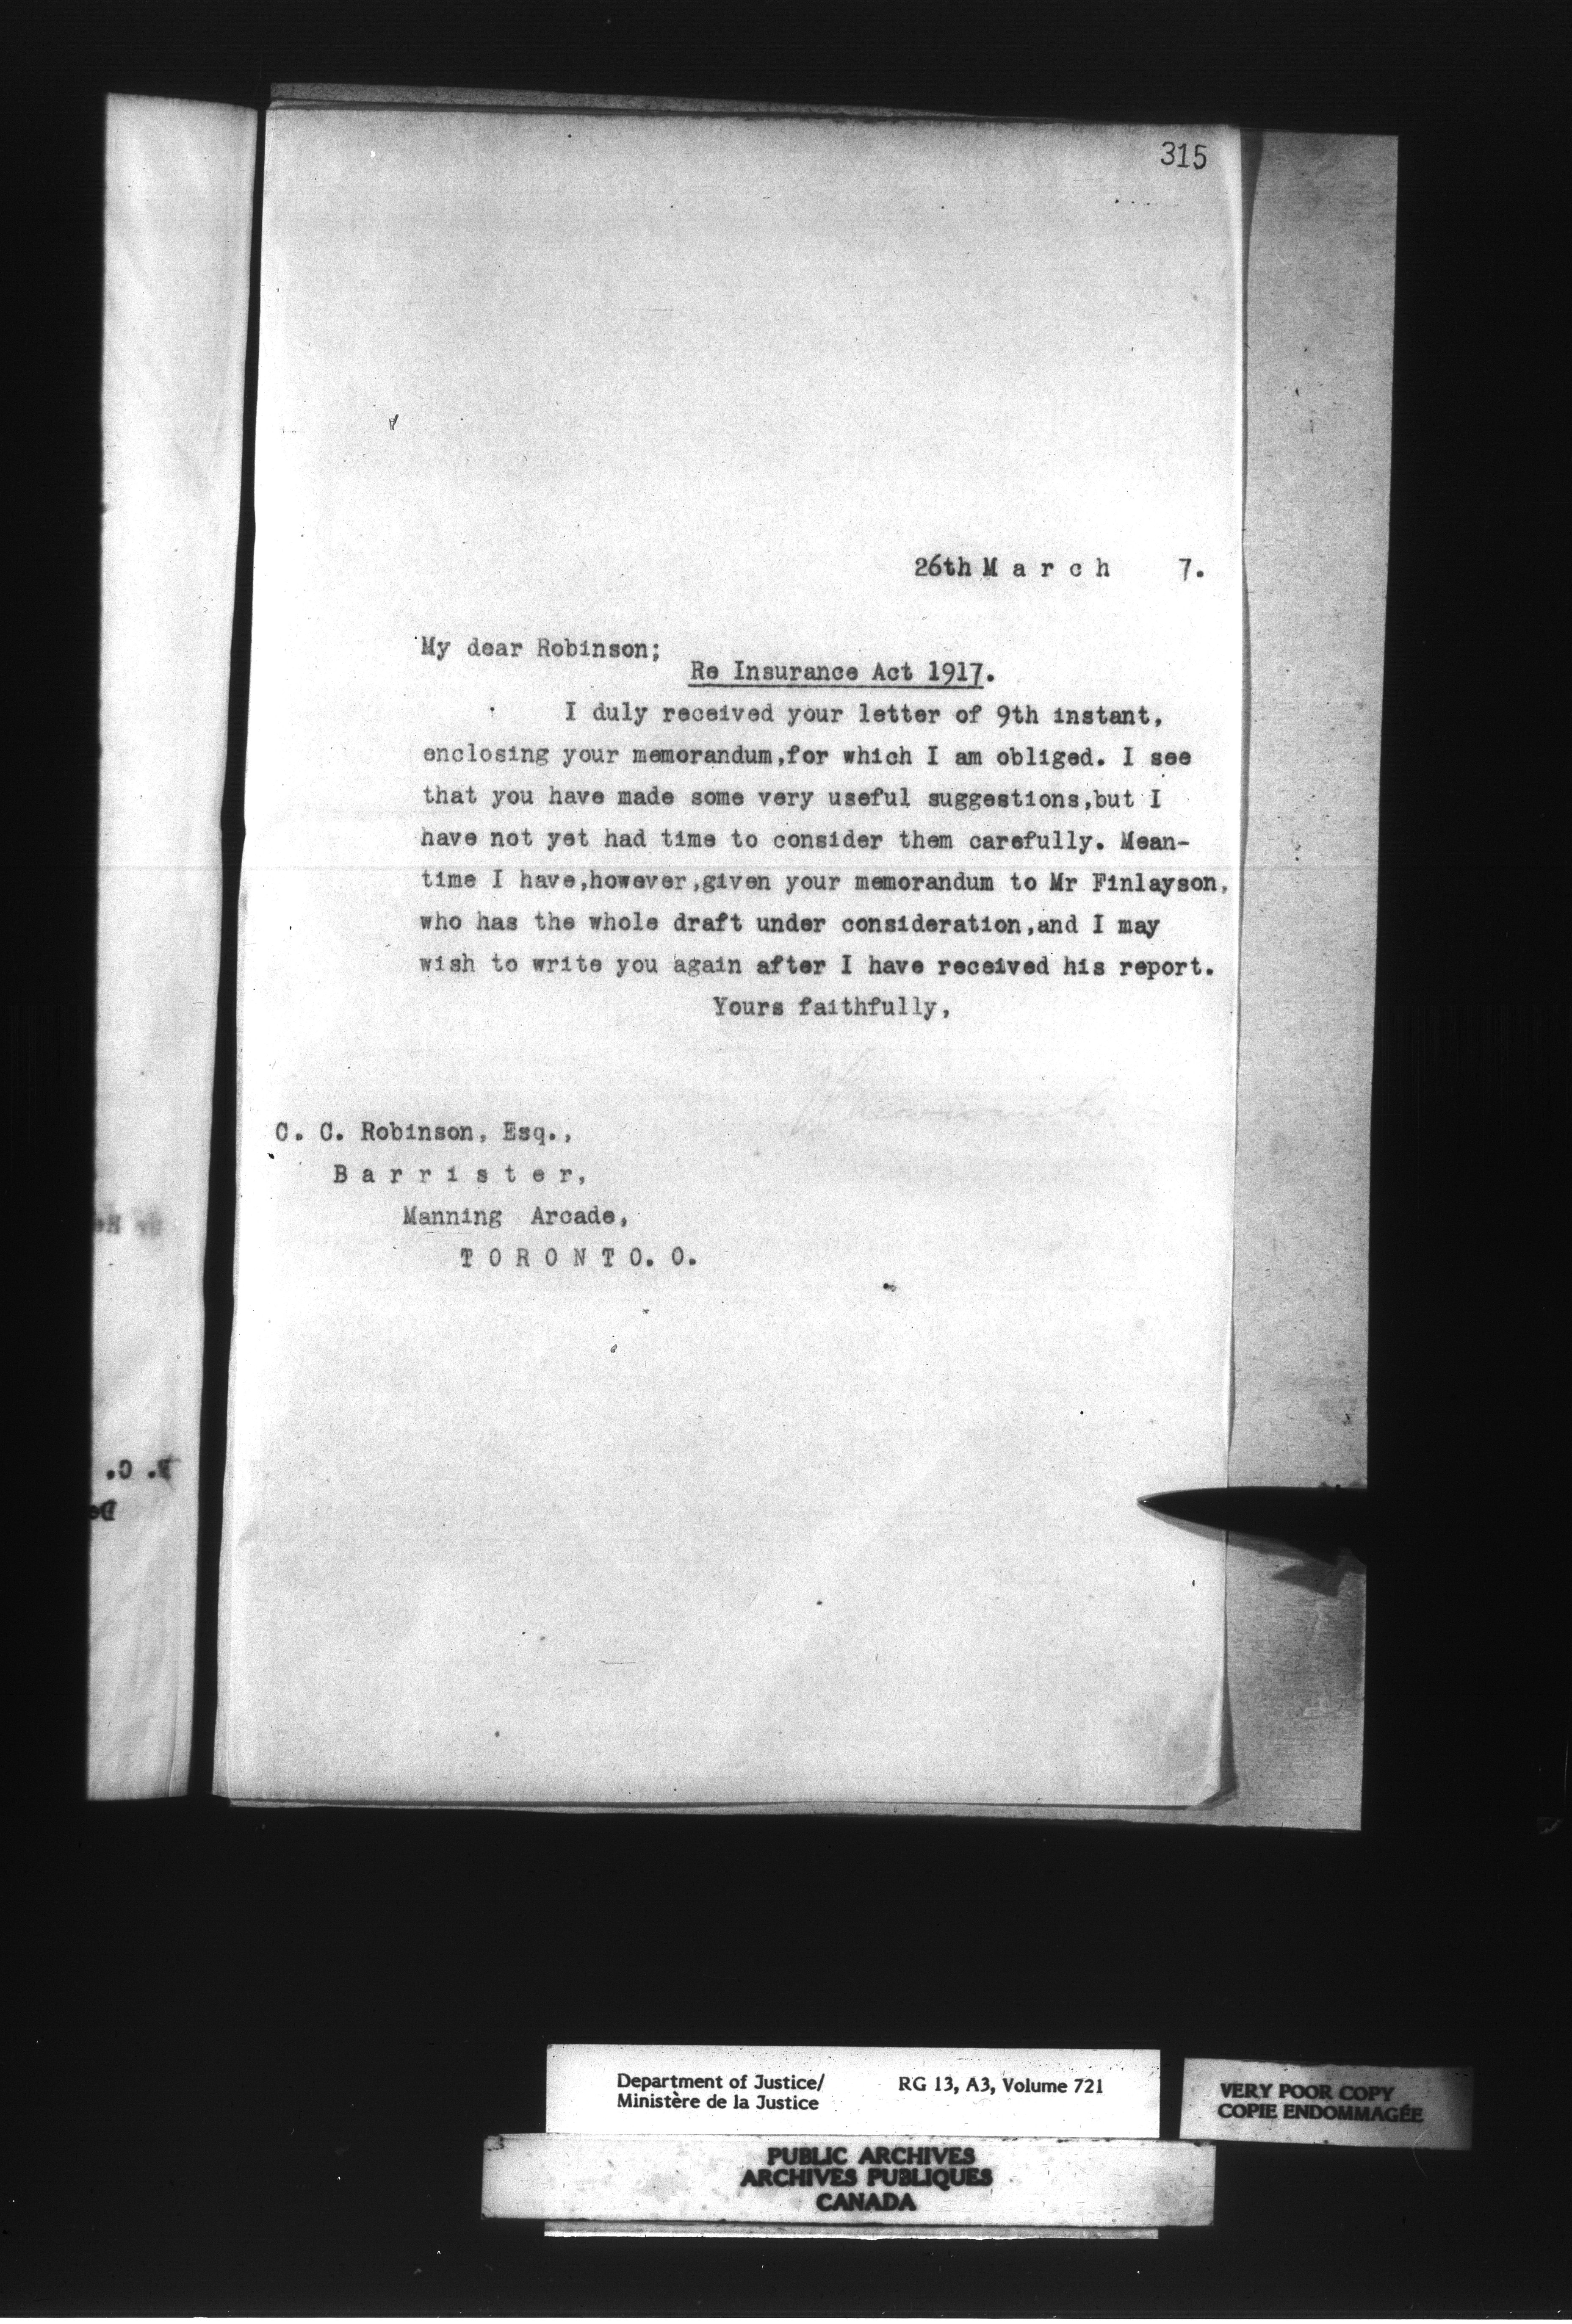 315
26th M a r c h 7.
My dear Robinson;
Re Insurance Act 1917.
I duly received your letter of 9th instant,
enclosing your memorandum,for which I am obliged. I see
that you have made some very useful suggestions,but I
have not yet had time to consider them carefully. Mean-
time I have,however,given your memorandum to Mr Finlayson,
who has the whole draft under consideration,and I may
wish to write you again after I have received his report.
Yours faithfully,
C. C. Robinson, Esq.,
B a r r i s t e r,
Manning Arcade,
T O R O N T O. O.
Department of Justice/
Ministère de la Justice
RG 13, A3, Volume 721
VERY POOR COPY
COPIE ENDOMMAGÉE
PUBLIC ARCHIVES
ARCHIVES PUBLIQUES
CANADA